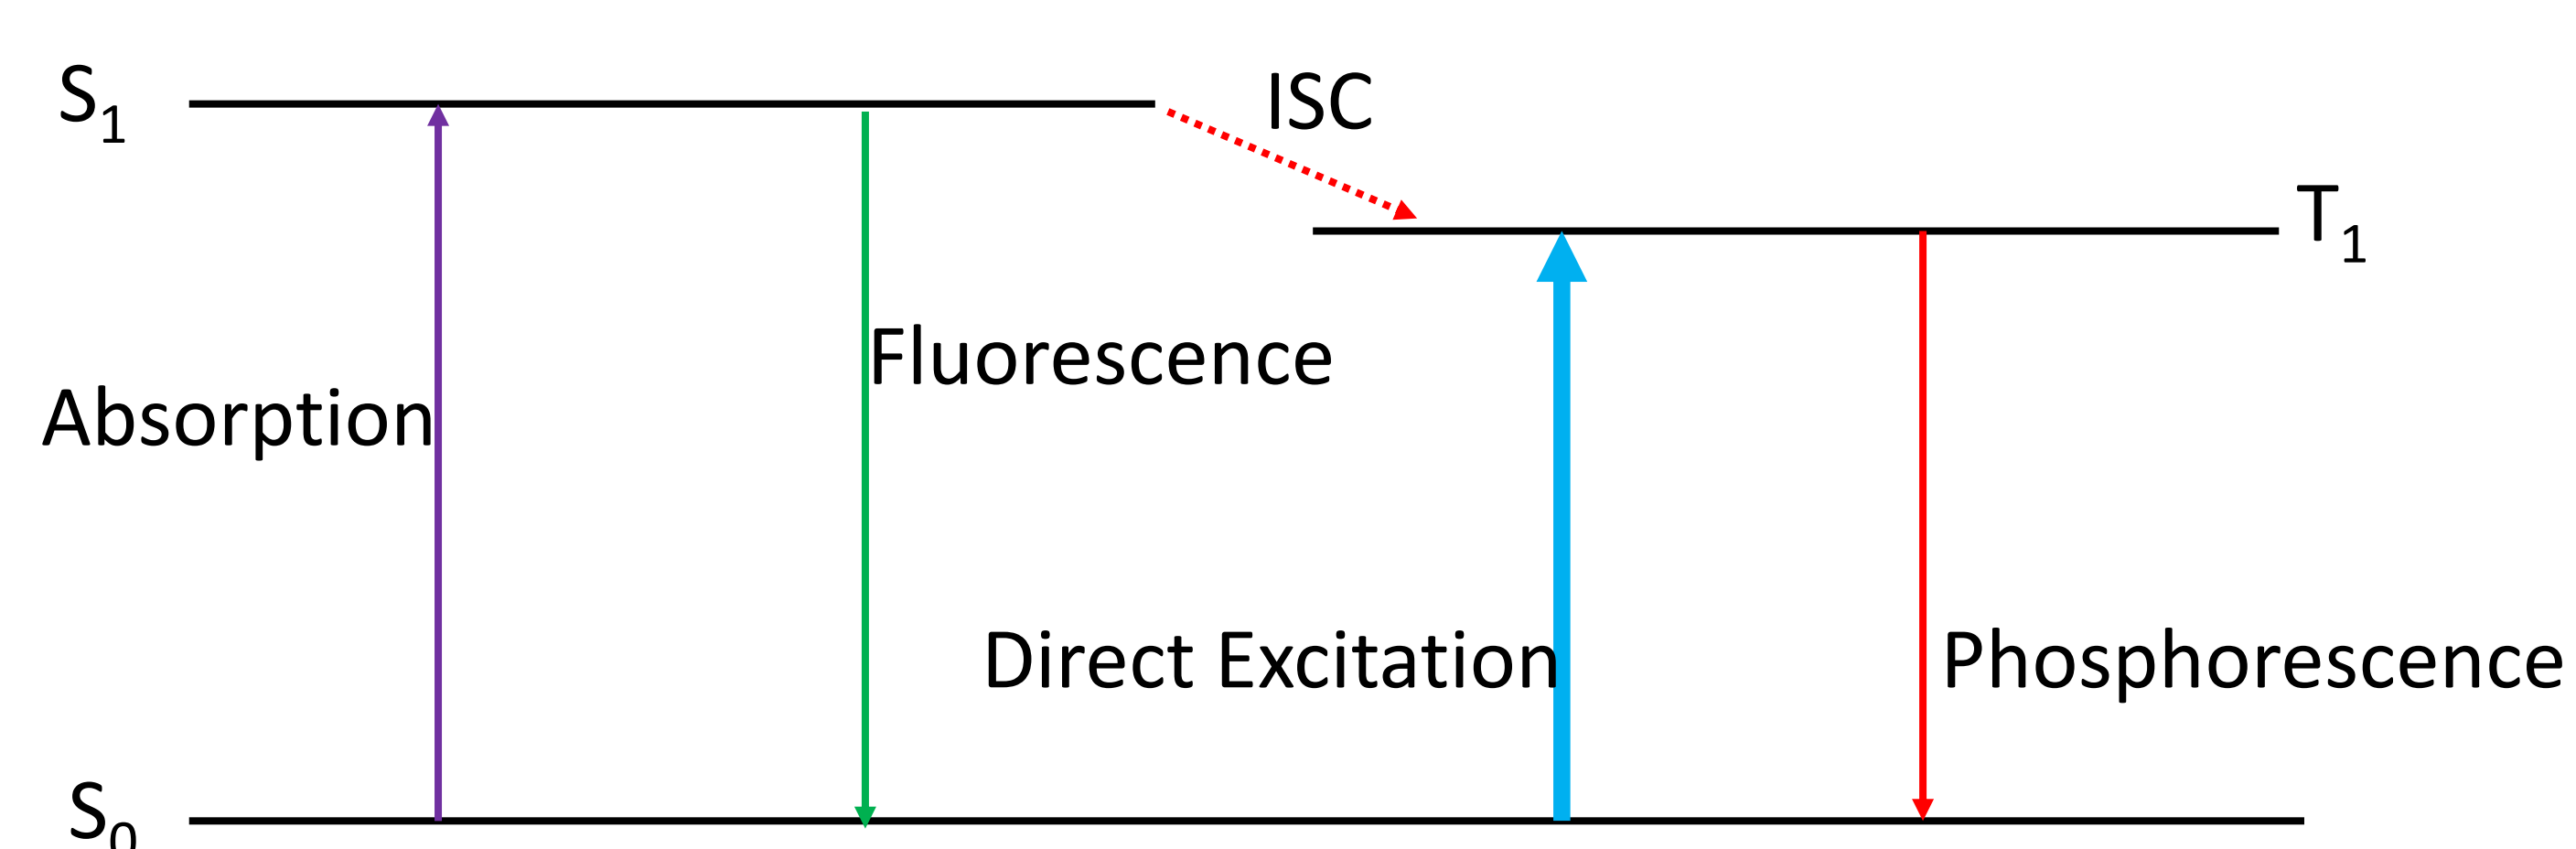 S₁
ISC
T₁
Fluorescence
Absorption
Direct Excitation
Phosphorescence
S₀